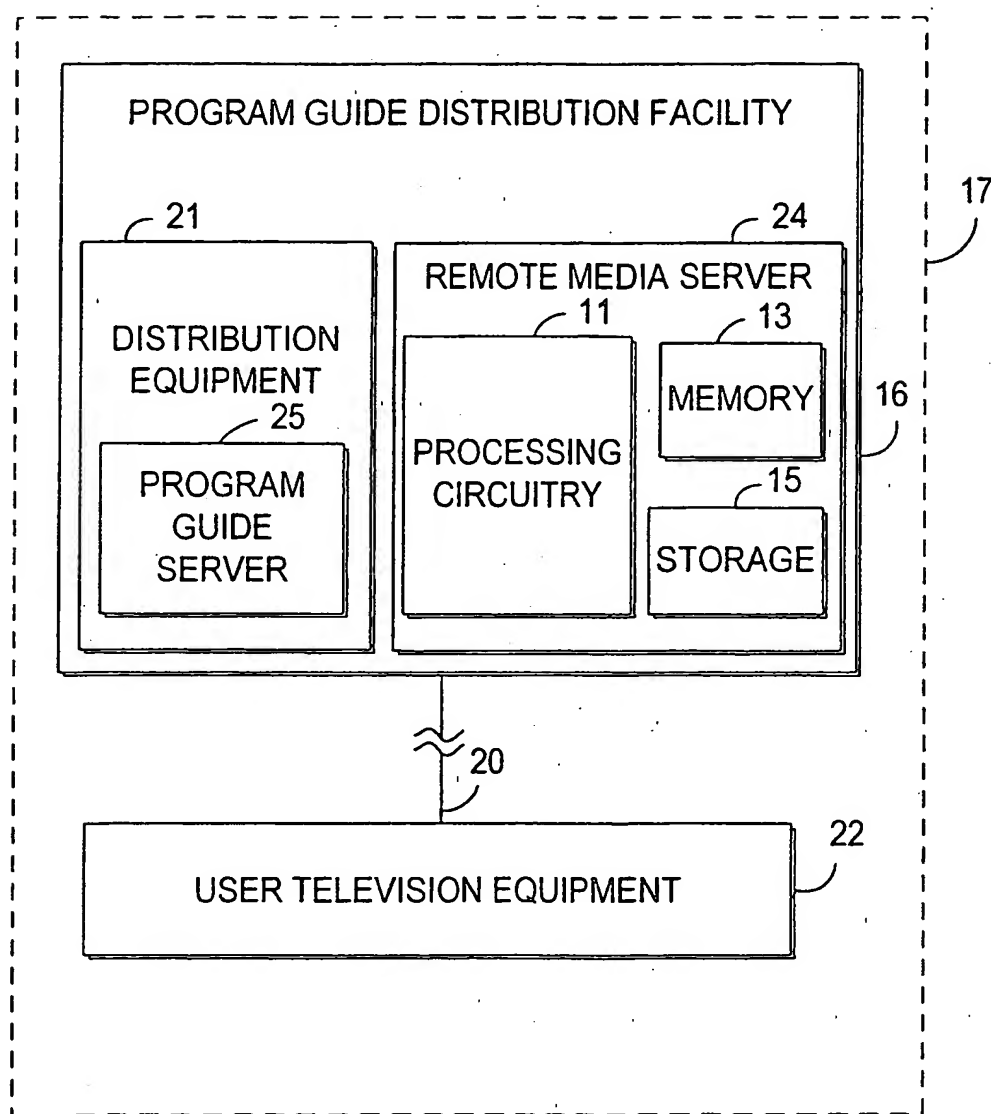 PROGRAM GUIDE DISTRIBUTION FACILITY
17
21
24
DISTRIBUTION
EQUIPMENT
REMOTE MEDIA SERVER
11
13
16
25
PROGRAM
GUIDE
SERVER
PROCESSING
CIRCUITRY
MEMORY
15
STORAGE
20
22
USER TELEVISION EQUIPMENT